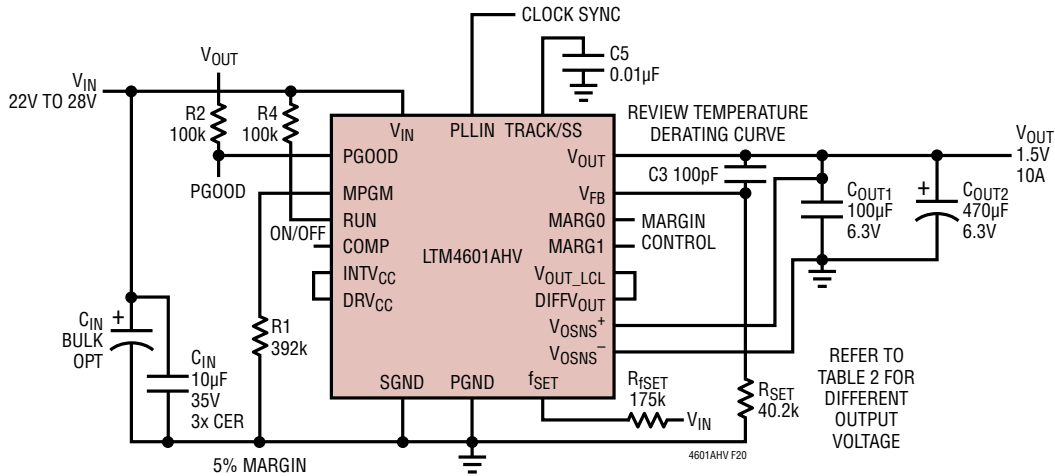 CLOCK SYNC
C5
0.01µF
VOUT
VIN
22V TO 28V
R2
100k
R4
100k
REVIEW TEMPERATURE
DERATING CURVE
VIN
PLLIN
TRACK/SS
PGOOD
VOUT
VOUT
1.5V
10A
PGOOD
C3 100pF
MPGM
VFB
RUN
MARG0
MARGIN
CONTROL
ON/OFF
COMP
MARG1
LTM4601AHV
COUT1
100µF
6.3V
+
COUT2
470µF
6.3V
INTVCC
VOUT_LCL
DRVCC
DIFFVOUT
VOSNS+
VOSNS−
CIN
BULK
OPT
+
R1
392k
CIN
10µF
35V
3x CER
SGND
PGND
fSET
RfSET
175k
VIN
RSET
40.2k
REFER TO
TABLE 2 FOR
DIFFERENT
OUTPUT
VOLTAGE
5% MARGIN
4601AHV F20